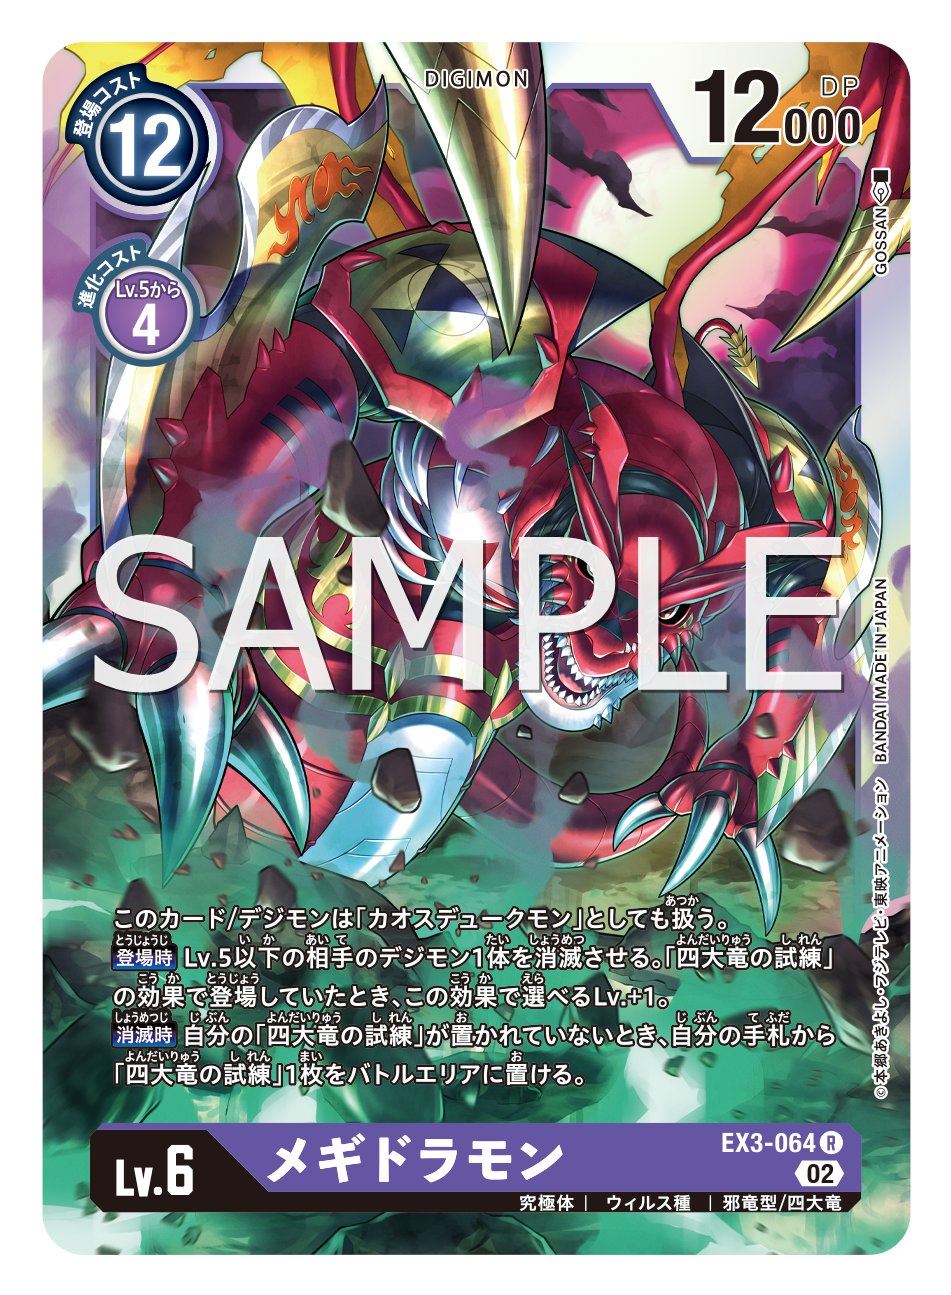 DIGIMON
登場コスト
12
12000
DP
進化コスト
Lv.5から
4
GOSSAN
SAMPLE
BANDAI MADE IN JAPAN
©本郷あきよし・フジテレビ・東映アニメーション
このカード/デジモンは「カオスデュークモン」としても扱う。
登場時 Lv.5以下の相手のデジモン1体を消滅させる。「四大竜の試練」
の効果で登場していたとき、この効果で選べるLv.+1。
消滅時 自分の「四大竜の試練」が置かれていないとき、自分の手札から
「四大竜の試練」1枚をバトルエリアに置ける。
Lv.6
メギドラモン
EX3-064 R
02
究極体 | ウィルス種 | 邪竜型/四大竜